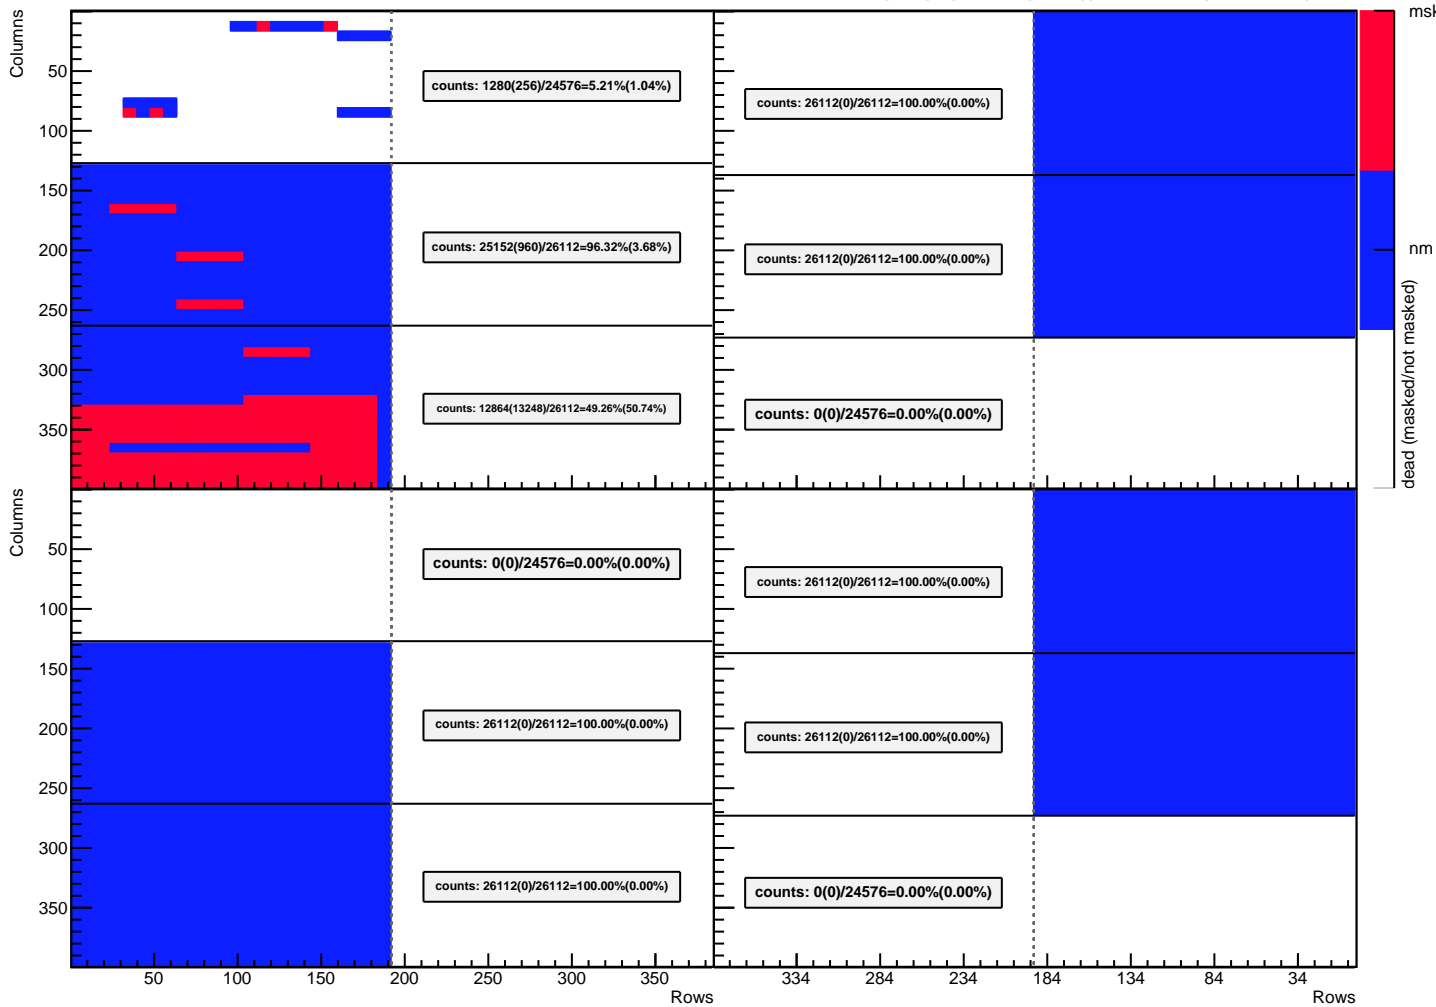 Columns
50
100
150
200
250
300
350
counts: 1280(256)/24576=5.21%(1.04%)
counts: 25152(960)/26112=96.32%(3.68%)
counts: 12864(13248)/26112=49.26%(50.74%)
counts: 26112(0)/26112=100.00%(0.00%)
counts: 26112(0)/26112=100.00%(0.00%)
counts: 0(0)/24576=0.00%(0.00%)
msk
nm
dead (masked/not masked)
Columns
50
100
150
200
250
300
350
counts: 0(0)/24576=0.00%(0.00%)
counts: 26112(0)/26112=100.00%(0.00%)
counts: 26112(0)/26112=100.00%(0.00%)
counts: 26112(0)/26112=100.00%(0.00%)
counts: 26112(0)/26112=100.00%(0.00%)
counts: 0(0)/24576=0.00%(0.00%)
50 100 150 200 250 300 350
Rows
334 284 234 184 134 84 34
Rows